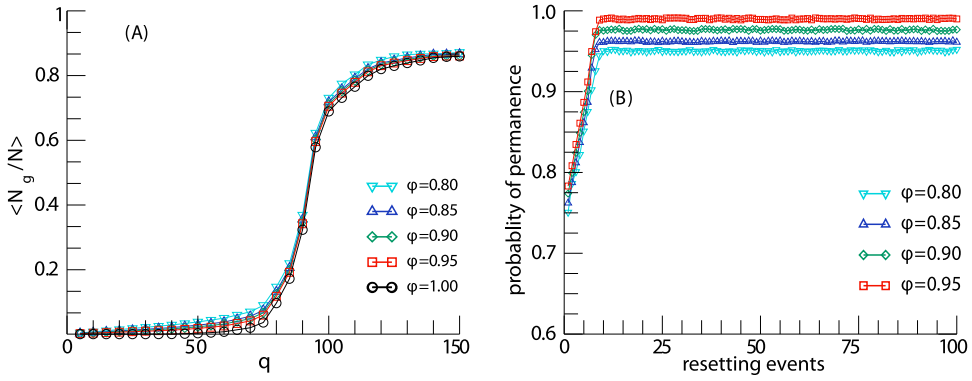 (A)
<N g /N>
1
0.8
0.6
0.4
0.2
0
50
100
150
q
φ=0.80
φ=0.85
φ=0.90
φ=0.95
φ=1.00
(B)
probablity of permanence
1.0
0.9
0.8
0.7
0.6
0
25
50
75
100
resetting events
φ=0.80
φ=0.85
φ=0.90
φ=0.95